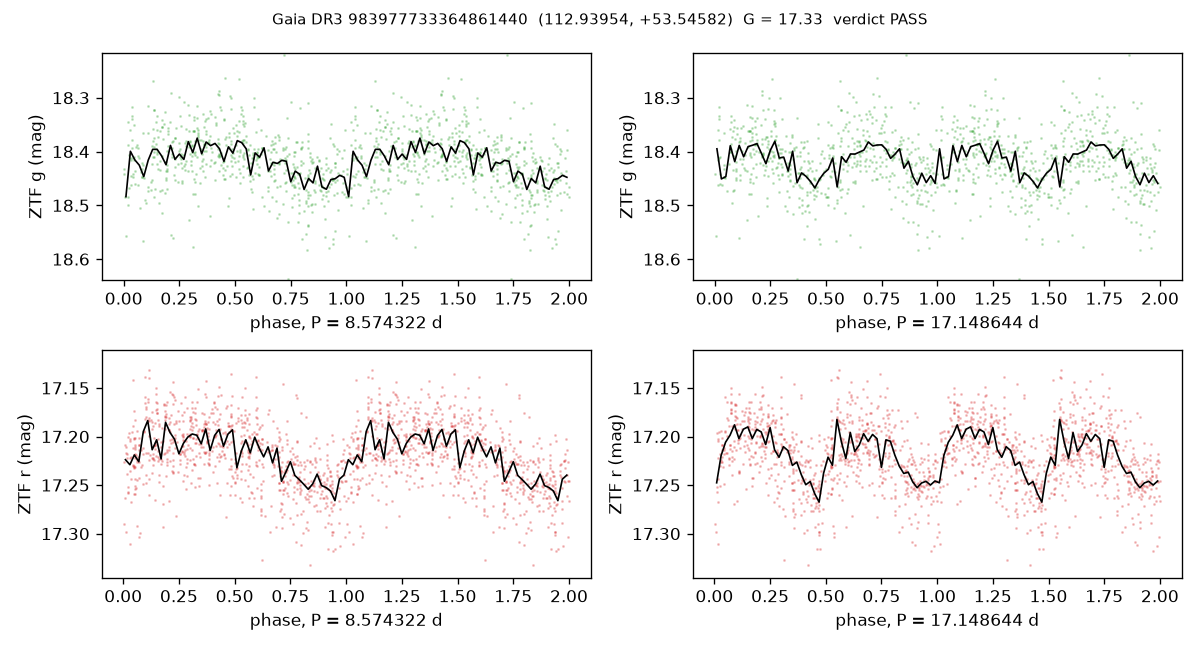 Gaia DR3 983977733364861440  (112.93954, +53.54582)  G = 17.33  verdict PASS
ZTF g (mag)
18.3
18.4
18.5
18.6
0.00 0.25 0.50 0.75 1.00 1.25 1.50 1.75 2.00
phase, P = 8.574322 d
ZTF g (mag)
18.3
18.4
18.5
18.6
0.00 0.25 0.50 0.75 1.00 1.25 1.50 1.75 2.00
phase, P = 17.148644 d
ZTF r (mag)
17.15
17.20
17.25
17.30
0.00 0.25 0.50 0.75 1.00 1.25 1.50 1.75 2.00
phase, P = 8.574322 d
ZTF r (mag)
17.15
17.20
17.25
17.30
0.00 0.25 0.50 0.75 1.00 1.25 1.50 1.75 2.00
phase, P = 17.148644 d